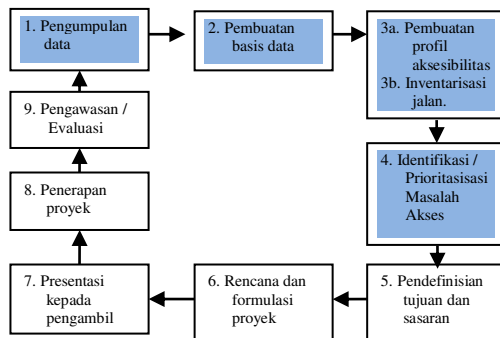 1. Pengumpulan
data
2. Pembuatan
basis data
3a. Pembuatan
profil
aksesibilitas
3b. Inventarisasi
jalan.
4. Identifikasi /
Prioritasisasi
Masalah
Akses
5. Pendefinisian
tujuan dan
sasaran
6. Rencana dan
formulasi
proyek
7. Presentasi
kepada
pengambil
8. Penerapan
proyek
9. Pengawasan /
Evaluasi